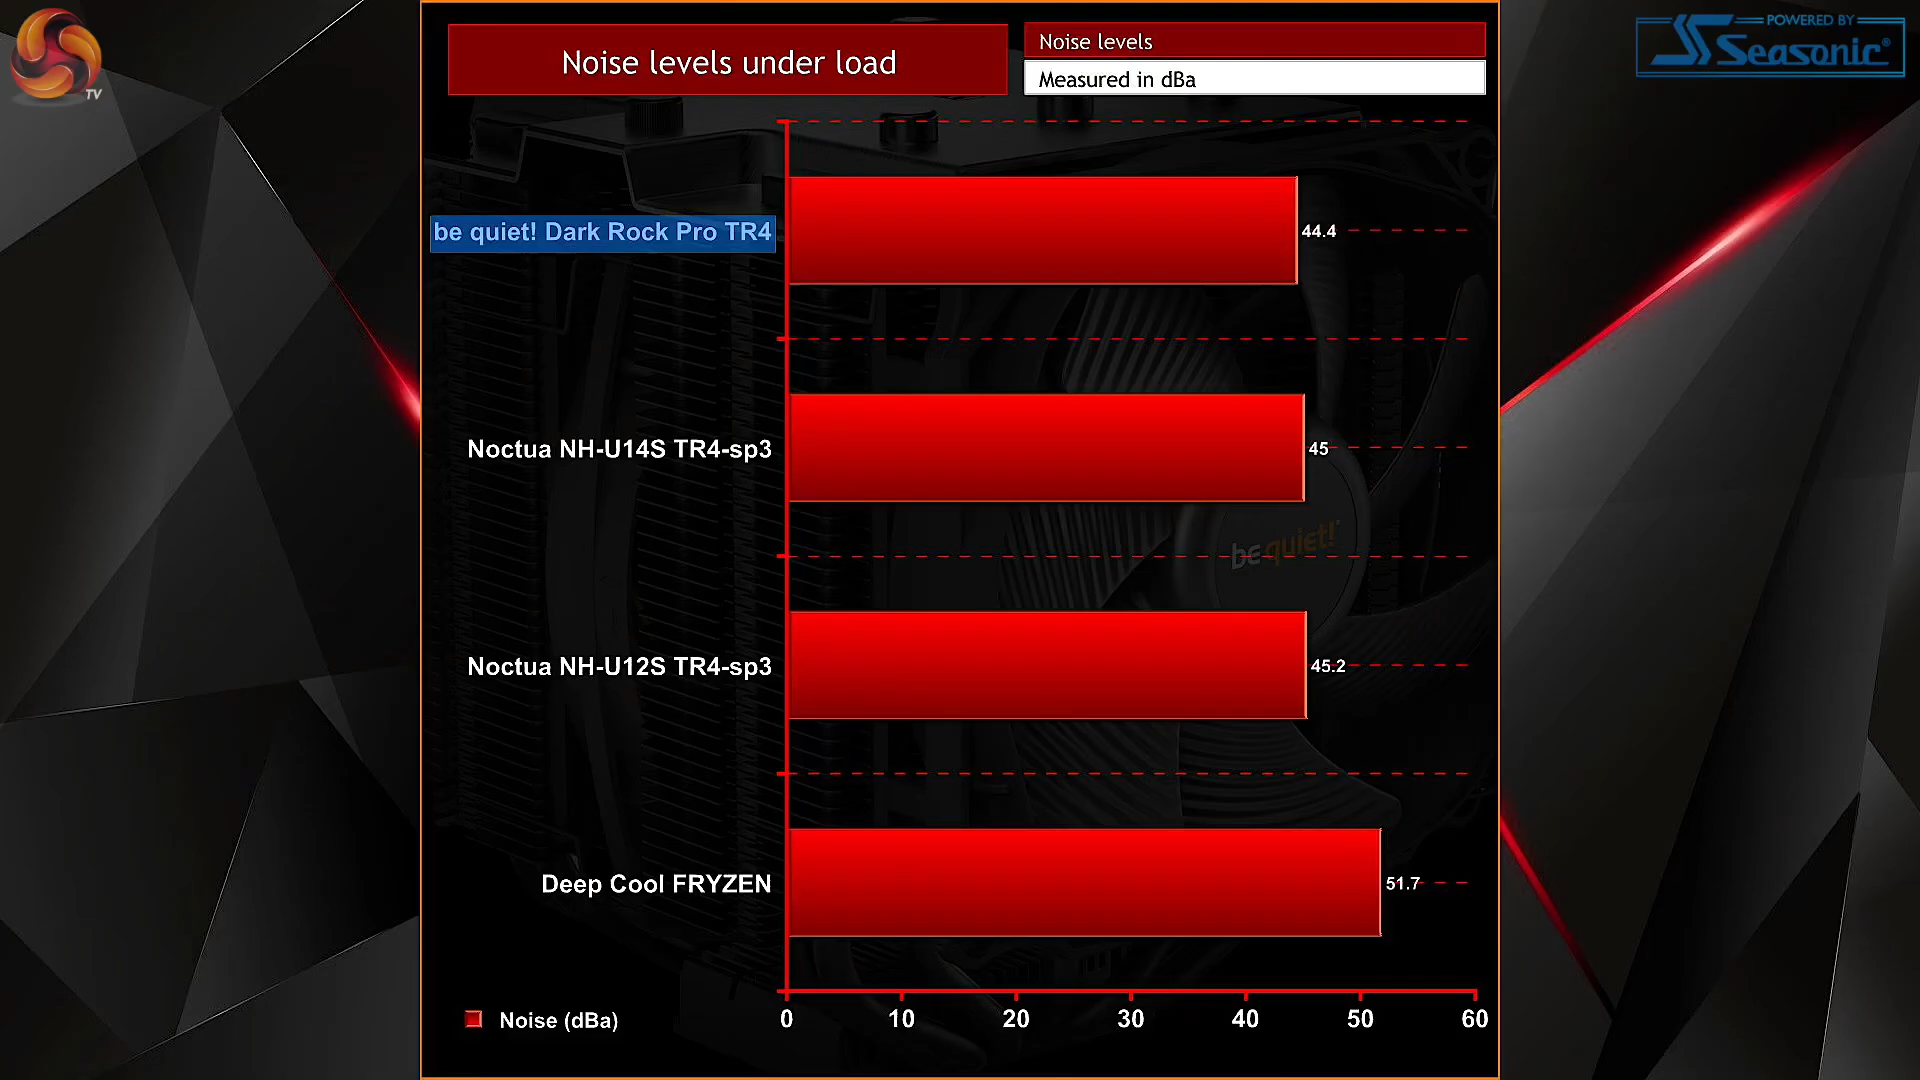 TV
Noise levels under load
Noise levels
Measured in dBa
POWERED BY
Seasonic®
be quiet! Dark Rock Pro TR4
44.4
Noctua NH-U14S TR4-sp3
45
be quiet!
Noctua NH-U12S TR4-sp3
45.2
Deep Cool FRYZEN
51.7
Noise (dBa)
0 10 20 30 40 50 60